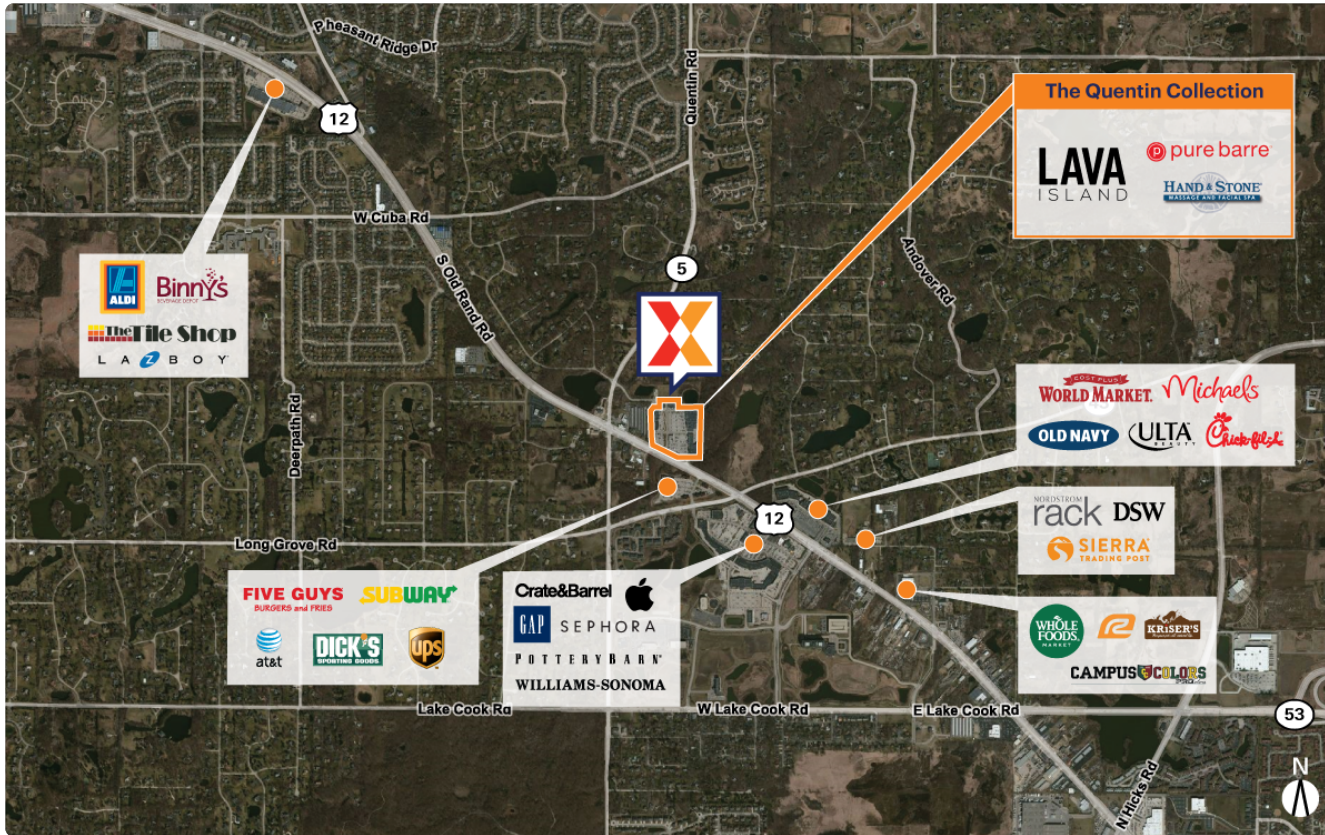 Pheasant Ridge Dr
12
Quentin Rd
The Quentin Collection
LAVA
ISLAND
p pure barre
HAND & STONE
MASSAGE AND FACIAL SPA
W Cuba Rd
S Old Rand Rd
5
Andover Rd
ALDI
Binny's
BEVERAGE DEPOT
The Tile Shop
LA Z BOY
Deerpath Rd
COST PLUS
WORLD MARKET.
Michaels
OLD NAVY
ULTA
BEAUTY
Chick-fil-A
NORDSTROM
rack
DSW
SIERRA
TRADING POST
12
Long Grove Rd
FIVE GUYS
BURGERS and FRIES
SUBWAY
at&t
DICK'S
SPORTING GOODS
ups
Crate&Barrel
GAP
SEPHORA
POTTERYBARN
WILLIAMS-SONOMA
WHOLE
FOODS
MARKET
KRISER'S
CAMPUS COLORS
PRO
Lake Cook Rd
W Lake Cook Rd
E Lake Cook Rd
53
N Hicks Rd
N